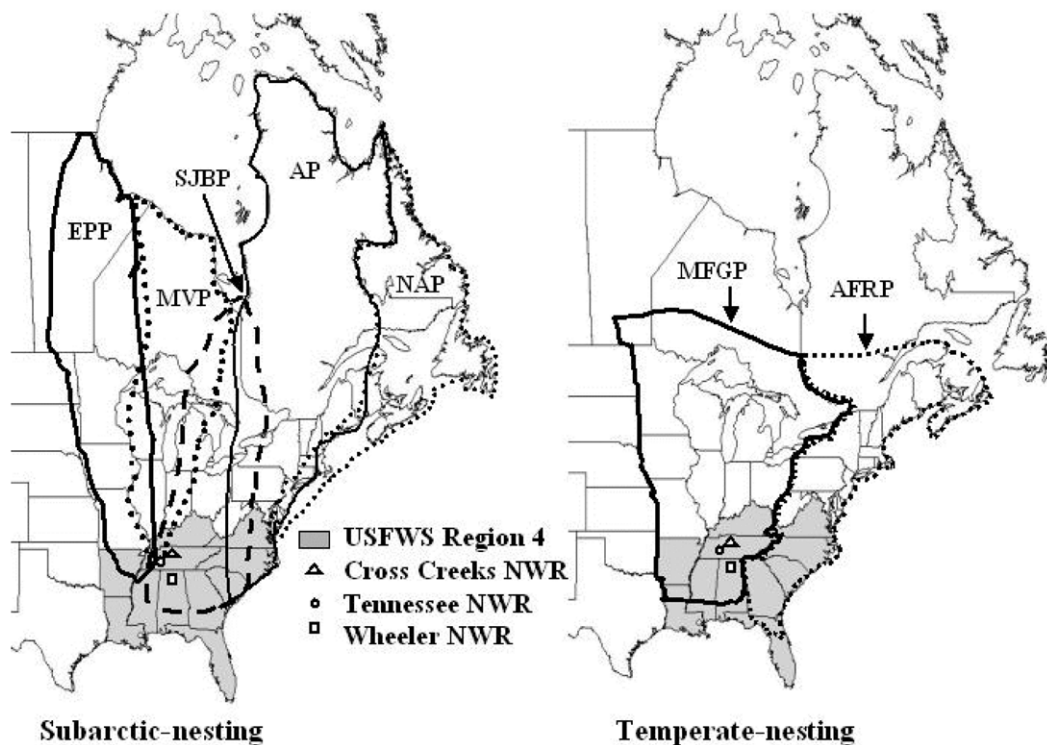 AP
SJBP
EPP
MVP
NAP
MFGP
AFRP
USFWS Region 4
Cross Creeks NWR
Tennessee NWR
Wheeler NWR
Subarctic-nesting
Temperate-nesting